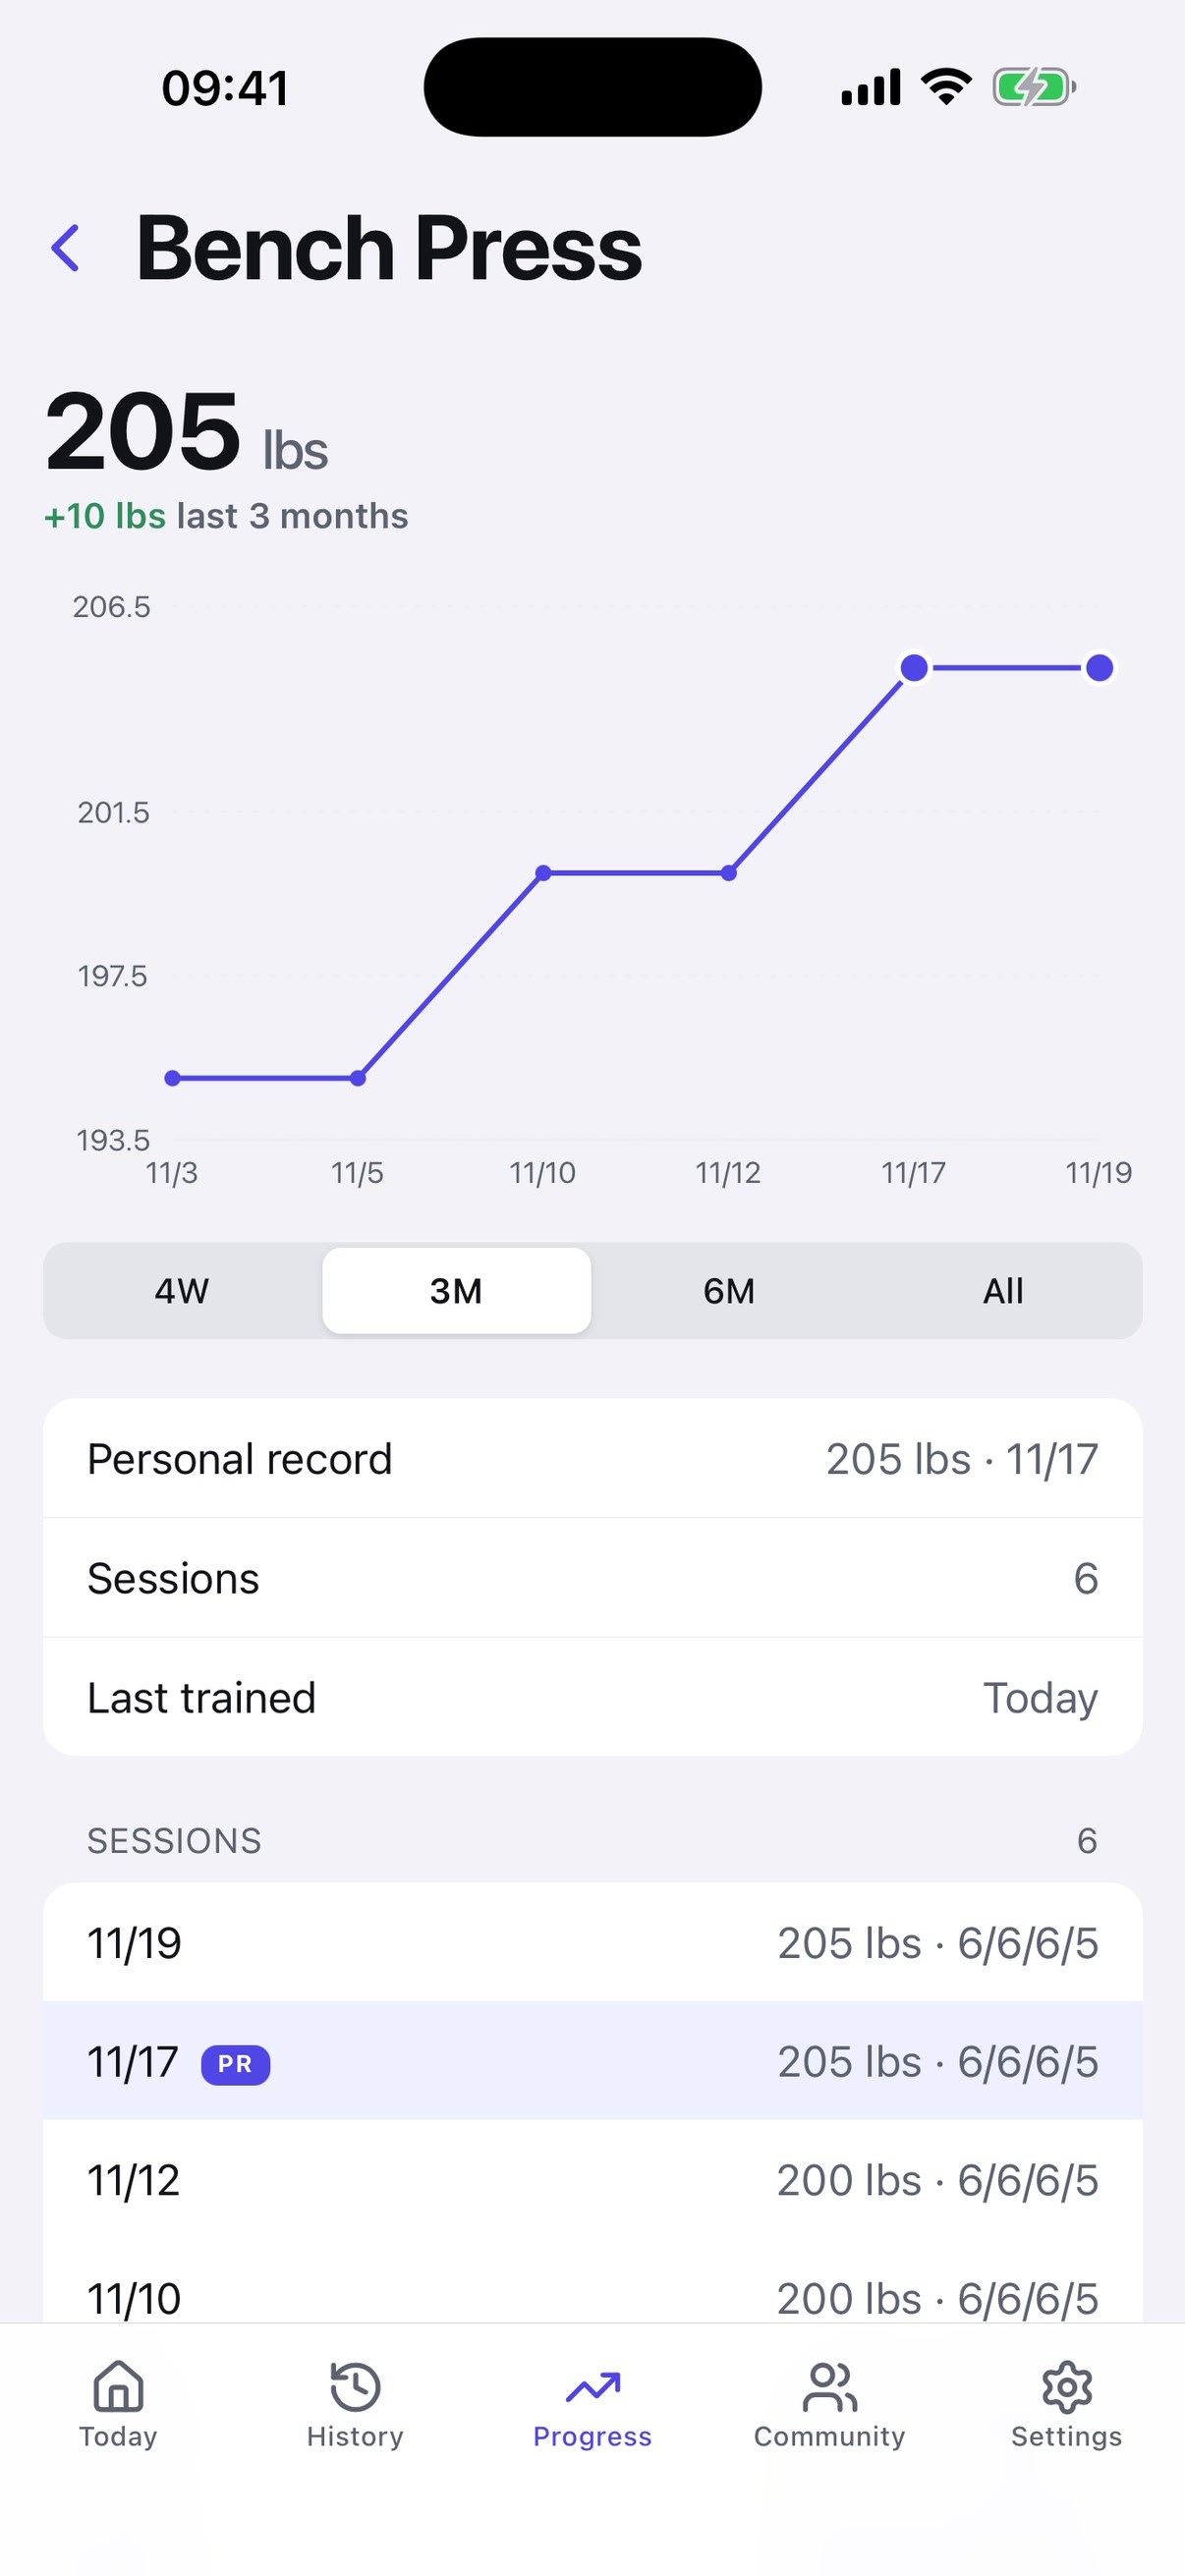 09:41
Bench Press
205 lbs
+10 lbs last 3 months
206.5
201.5
197.5
193.5
11/3 11/5 11/10 11/12 11/17 11/19
4W 3M 6M All
Personal record 205 lbs · 11/17
Sessions 6
Last trained Today
SESSIONS 6
11/19 205 lbs · 6/6/6/5
11/17 PR 205 lbs · 6/6/6/5
11/12 200 lbs · 6/6/6/5
11/10 200 lbs · 6/6/6/5
Today History Progress Community Settings